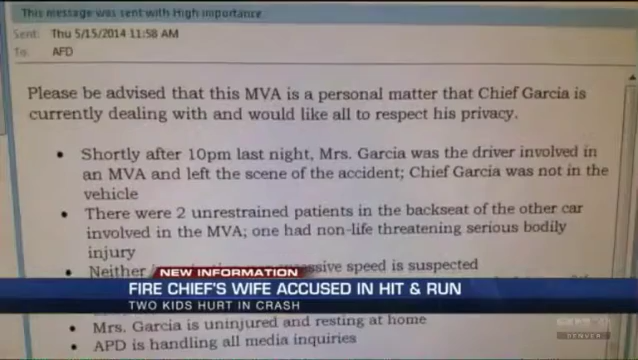 This message was sent with High importance.
Sent: Thu 5/15/2014 11:58 AM
To: AFD
Please be advised that this MVA is a personal matter that Chief Garcia is
currently dealing with and would like all to respect his privacy.
• Shortly after 10pm last night, Mrs. Garcia was the driver involved in
an MVA and left the scene of the accident; Chief Garcia was not in the
vehicle
• There were 2 unrestrained patients in the backseat of the other car
involved in the MVA; one had non-life threatening serious bodily
injury
• Neither speed is suspected
NEW INFORMATION
FIRE CHIEF'S WIFE ACCUSED IN HIT & RUN
TWO KIDS HURT IN CRASH
• Mrs. Garcia is uninjured and resting at home
• APD is handling all media inquiries
DENVER